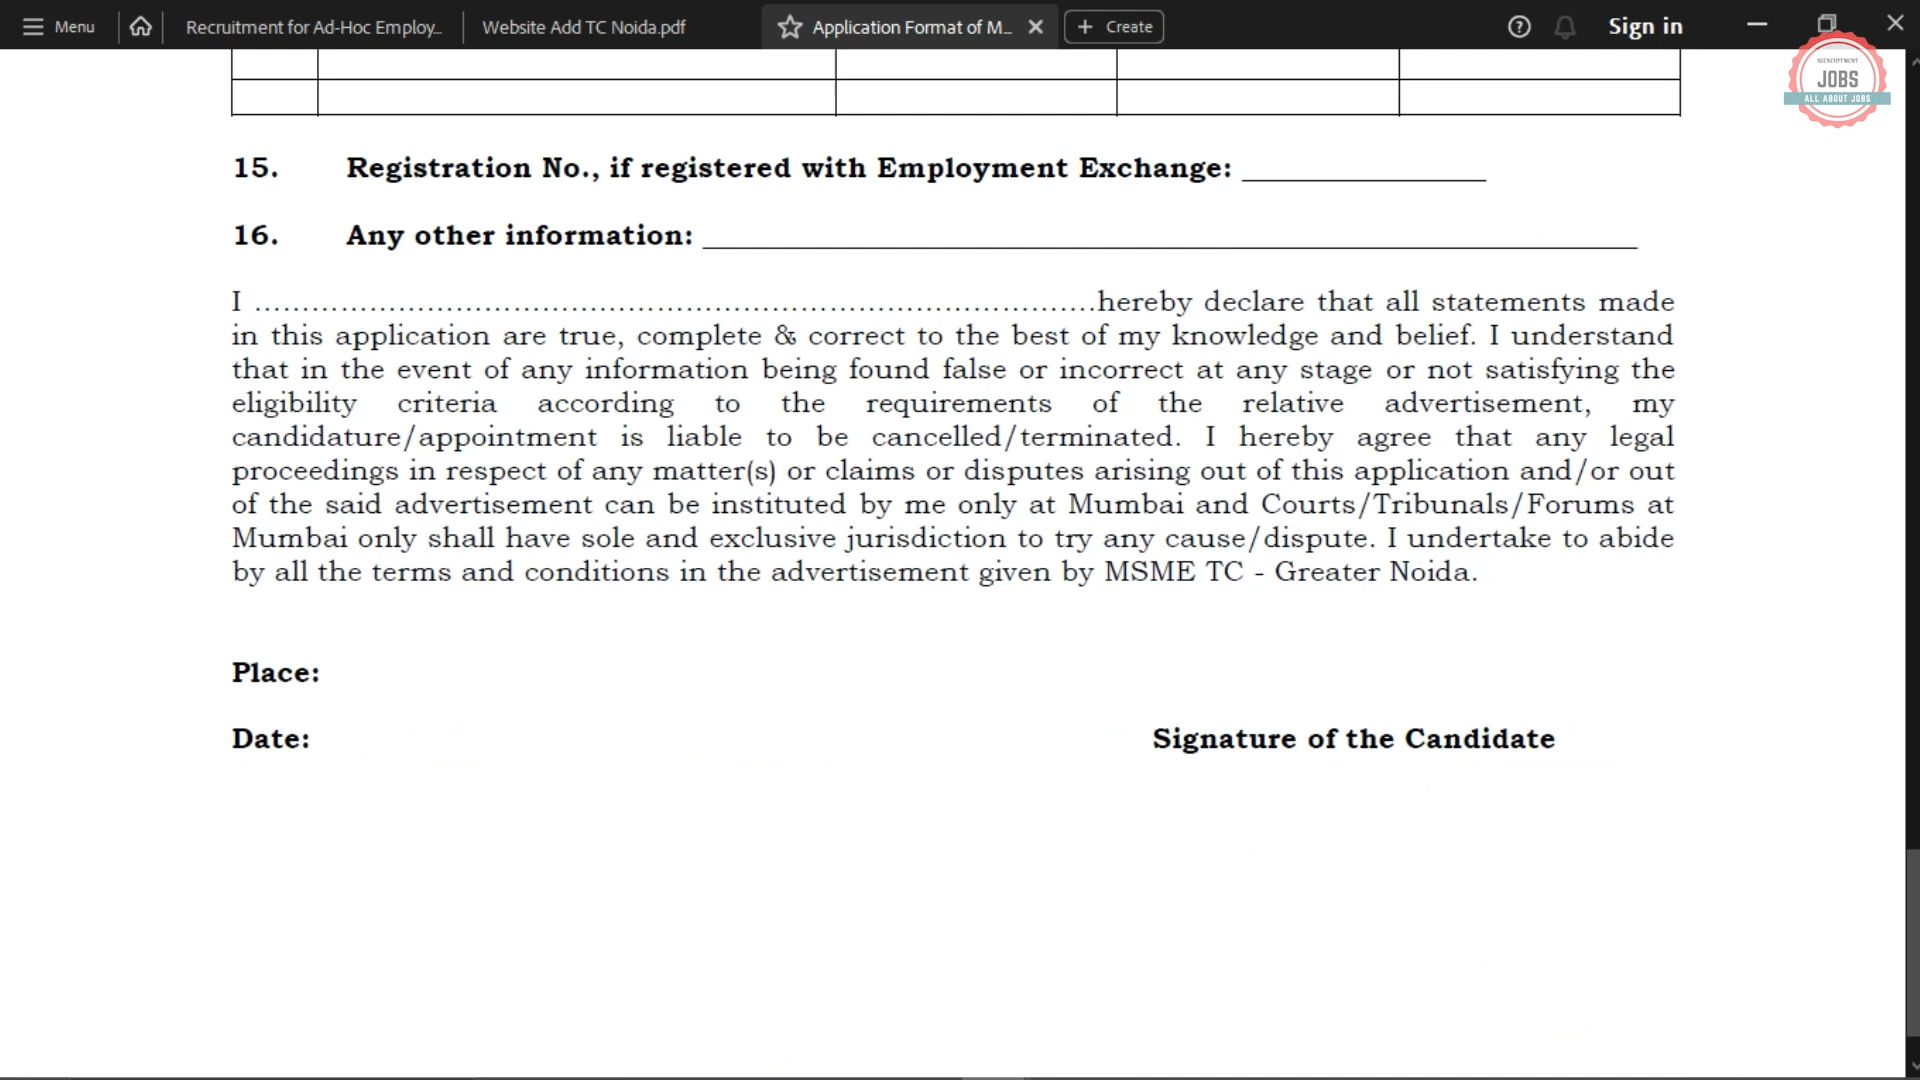 Menu
Recruitment for Ad-Hoc Employ...
Website Add TC Noida.pdf
Application Format of M...
Create
Sign in
RECRUITMENT
JOBS
ALL ABOUT JOBS
15. Registration No., if registered with Employment Exchange: ________________
16. Any other information: ______________________________________________________________
I ……………………………………………………………………………hereby declare that all statements made
in this application are true, complete & correct to the best of my knowledge and belief. I understand
that in the event of any information being found false or incorrect at any stage or not satisfying the
eligibility criteria according to the requirements of the relative advertisement, my
candidature/appointment is liable to be cancelled/terminated. I hereby agree that any legal
proceedings in respect of any matter(s) or claims or disputes arising out of this application and/or out
of the said advertisement can be instituted by me only at Mumbai and Courts/Tribunals/Forums at
Mumbai only shall have sole and exclusive jurisdiction to try any cause/dispute. I undertake to abide
by all the terms and conditions in the advertisement given by MSME TC - Greater Noida.
Place:
Date:
Signature of the Candidate